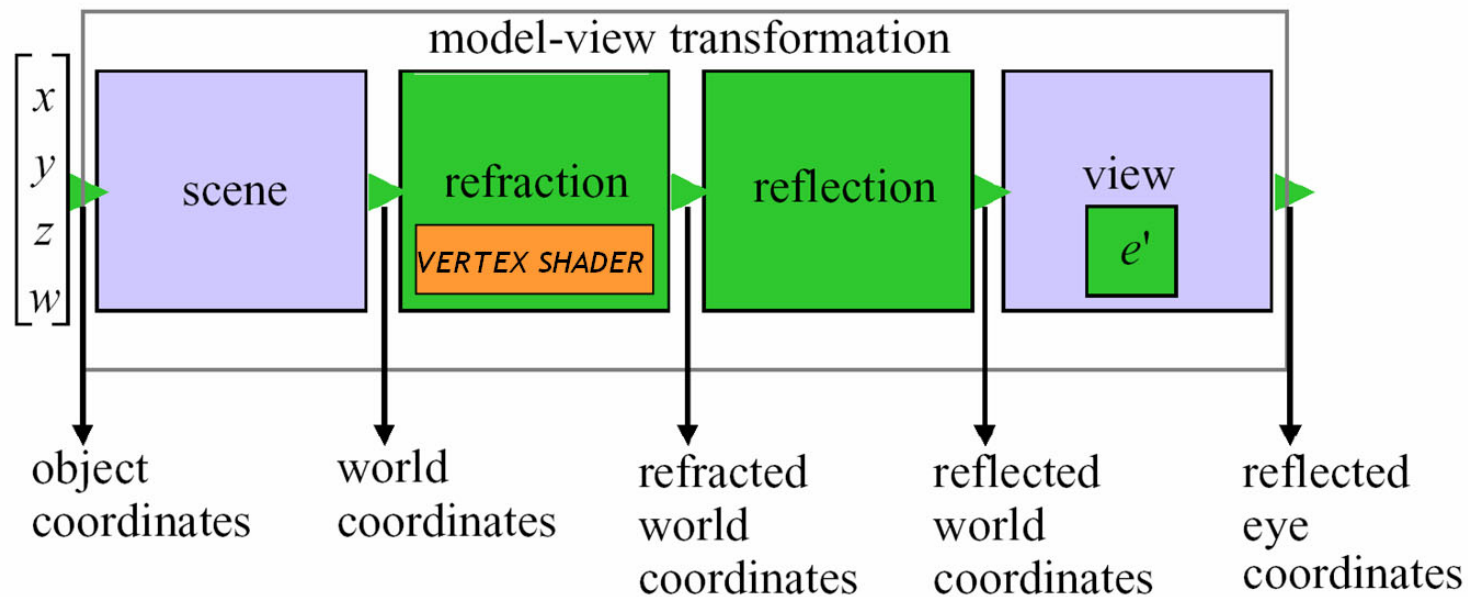 model-view transformation
x
y
z
w
scene
refraction
VERTEX SHADER
reflection
view
e'
object
coordinates
world
coordinates
refracted
world
coordinates
reflected
world
coordinates
reflected
eye
coordinates